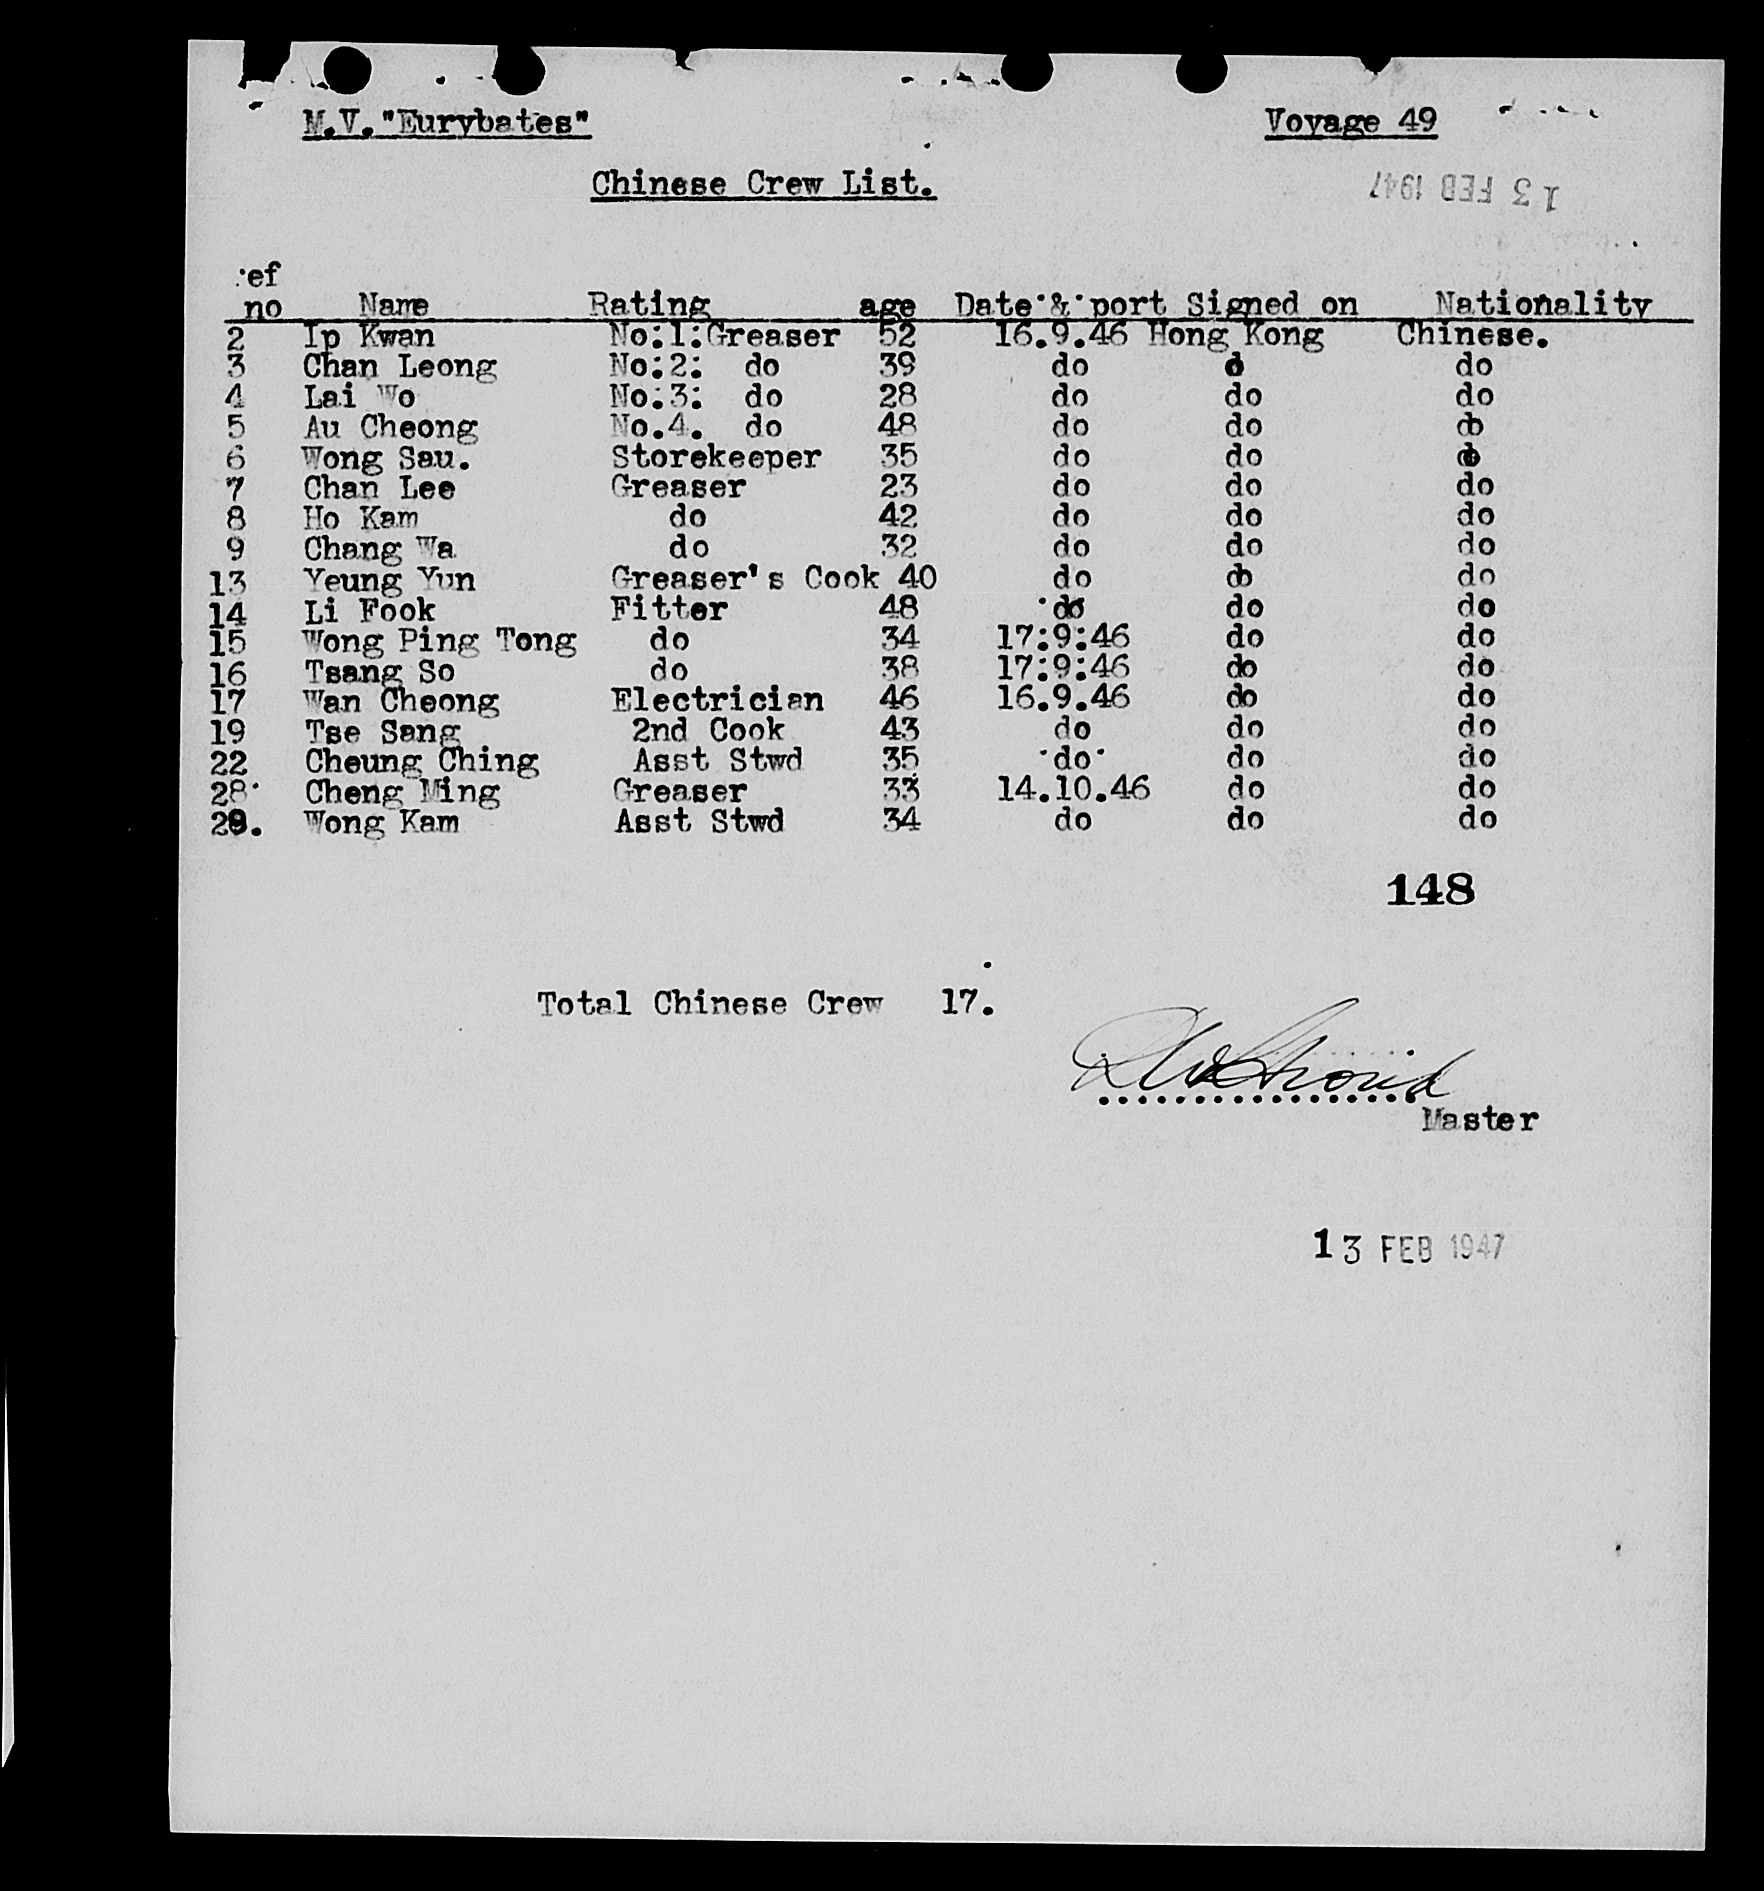 M.V."Eurybates" Voyage 49
Chinese Crew List.
13 FEB 1947
ef
no Name Rating age Date & port Signed on Nationality
2 Ip Kwan No:1:Greaser 52 16.9.46 Hong Kong Chinese.
3 Chan Leong No:2: do 39 do do do
4 Lai Wo No:3: do 28 do do do
5 Au Cheong No.4. do 48 do do do
6 Wong Sau. Storekeeper 35 do do do
7 Chan Lee Greaser 23 do do do
8 Ho Kam do 42 do do do
9 Chang Wa do 32 do do do
13 Yeung Yun Greaser's Cook 40 do do do
14 Li Fook Fitter 48 do do do
15 Wong Ping Tong do 34 17:9:46 do do
16 Tsang So do 38 17:9:46 do do
17 Wan Cheong Electrician 46 16.9.46 do do
19 Tse Sang 2nd Cook 43 do do do
22 Cheung Ching Asst Stwd 35 do do do
28 Cheng Ming Greaser 33 14.10.46 do do
29. Wong Kam Asst Stwd 34 do do do
148
Total Chinese Crew 17.
Master
13 FEB 1947